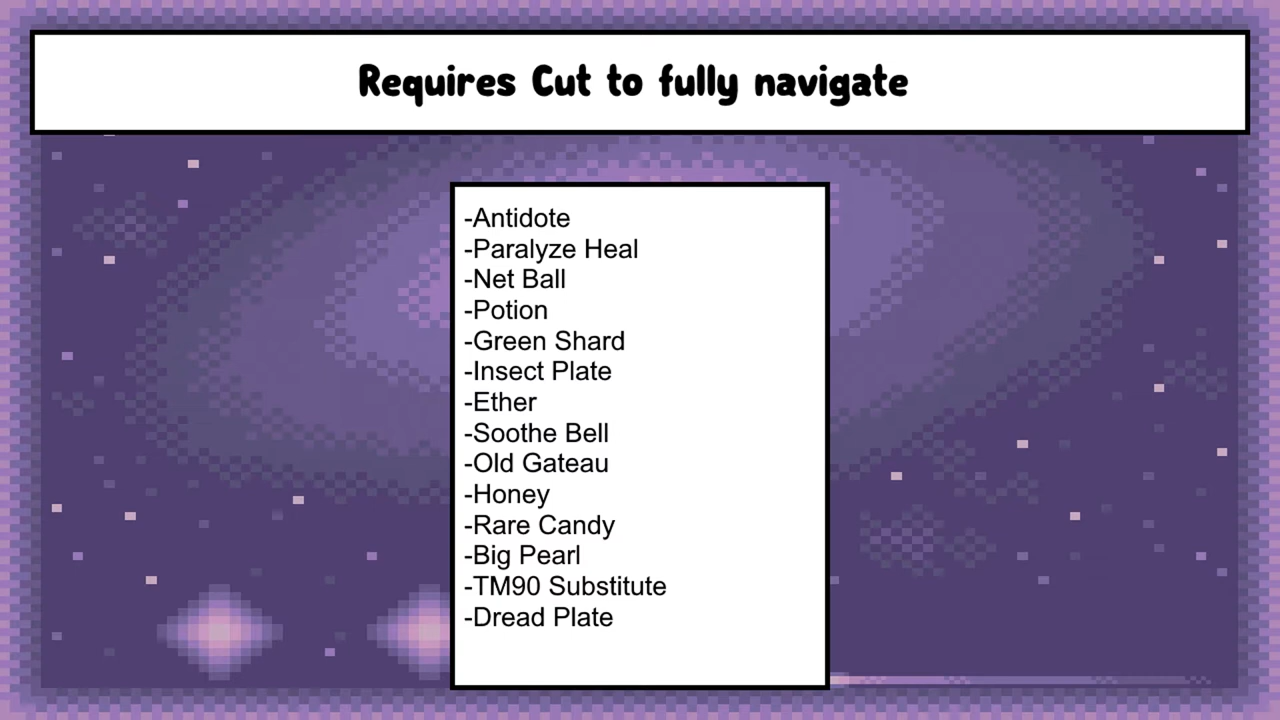 Requires Cut to fully navigate
-Antidote
-Paralyze Heal
-Net Ball
-Potion
-Green Shard
-Insect Plate
-Ether
-Soothe Bell
-Old Gateau
-Honey
-Rare Candy
-Big Pearl
-TM90 Substitute
-Dread Plate